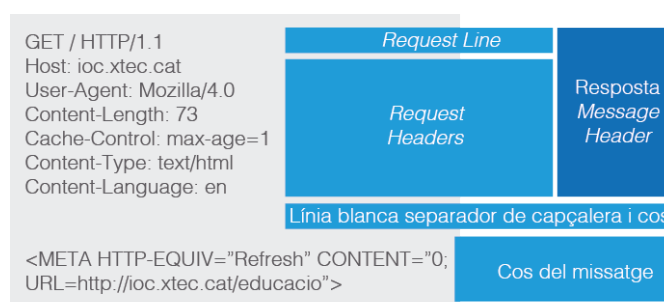 GET / HTTP/1.1
Host: ioc.xtec.cat
User-Agent: Mozilla/4.0
Content-Length: 73
Cache-Control: max-age=1
Content-Type: text/html
Content-Language: en
<META HTTP-EQUIV=”Refresh” CONTENT=”0;
URL=http://ioc.xtec.cat/educacio”>
Request Line
Request
Headers
Resposta
Message
Header
Línia blanca separador de capçalera i cos
Cos del missatge